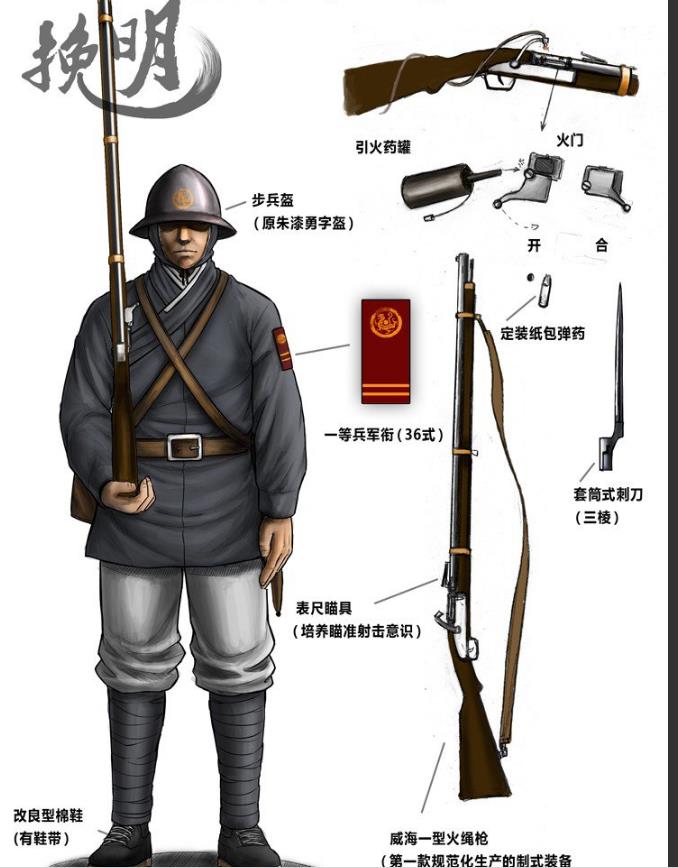 挽明
引火药罐
火门
步兵盔
（原朱漆勇字盔）
开
合
定装纸包弹药
一等兵军衔（36式）
套筒式刺刀
（三棱）
表尺瞄具
（培养瞄准射击意识）
改良型棉鞋
(有鞋带)
威海一型火绳枪
（第一款规范化生产的制式装备